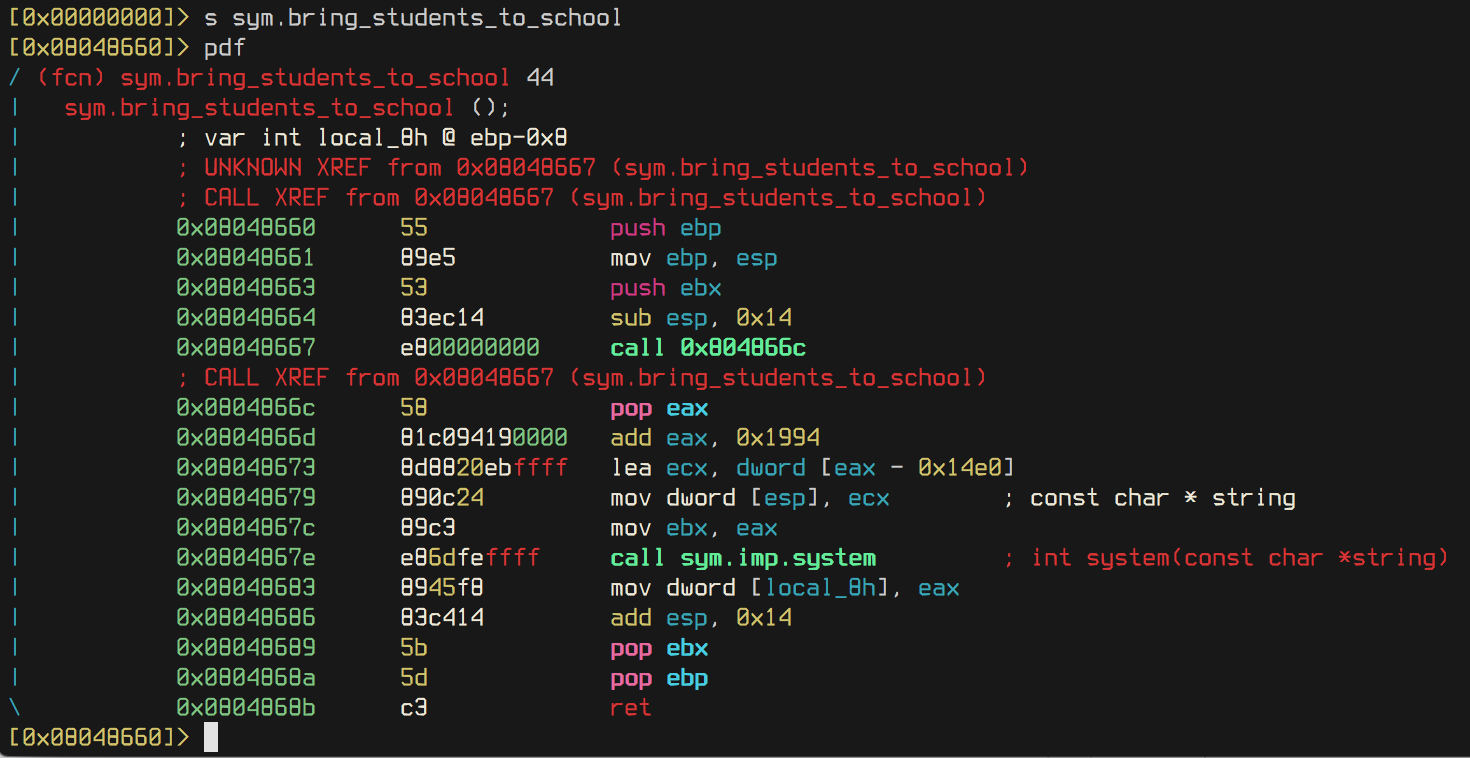 [0x00000000]> s sym.bring_students_to_school
[0x08048660]> pdf
/ (fcn) sym.bring_students_to_school 44
|   sym.bring_students_to_school ();
|           ; var int local_8h @ ebp-0x8
|           ; UNKNOWN XREF from 0x08048667 (sym.bring_students_to_school)
|           ; CALL XREF from 0x08048667 (sym.bring_students_to_school)
|           0x08048660      55             push ebp
|           0x08048661      89e5           mov ebp, esp
|           0x08048663      53             push ebx
|           0x08048664      83ec14         sub esp, 0x14
|           0x08048667      e800000000     call 0x804866c
|           ; CALL XREF from 0x08048667 (sym.bring_students_to_school)
|           0x0804866c      58             pop eax
|           0x0804866d      81c094190000   add eax, 0x1994
|           0x08048673      8d8820ebffff   lea ecx, dword [eax - 0x14e0]
|           0x08048679      890c24         mov dword [esp], ecx        ; const char * string
|           0x0804867c      89c3           mov ebx, eax
|           0x0804867e      e86dfeffff     call sym.imp.system         ; int system(const char *string)
|           0x08048683      8945f8         mov dword [local_8h], eax
|           0x08048686      83c414         add esp, 0x14
|           0x08048689      5b             pop ebx
|           0x0804868a      5d             pop ebp
\           0x0804868b      c3             ret
[0x08048660]>